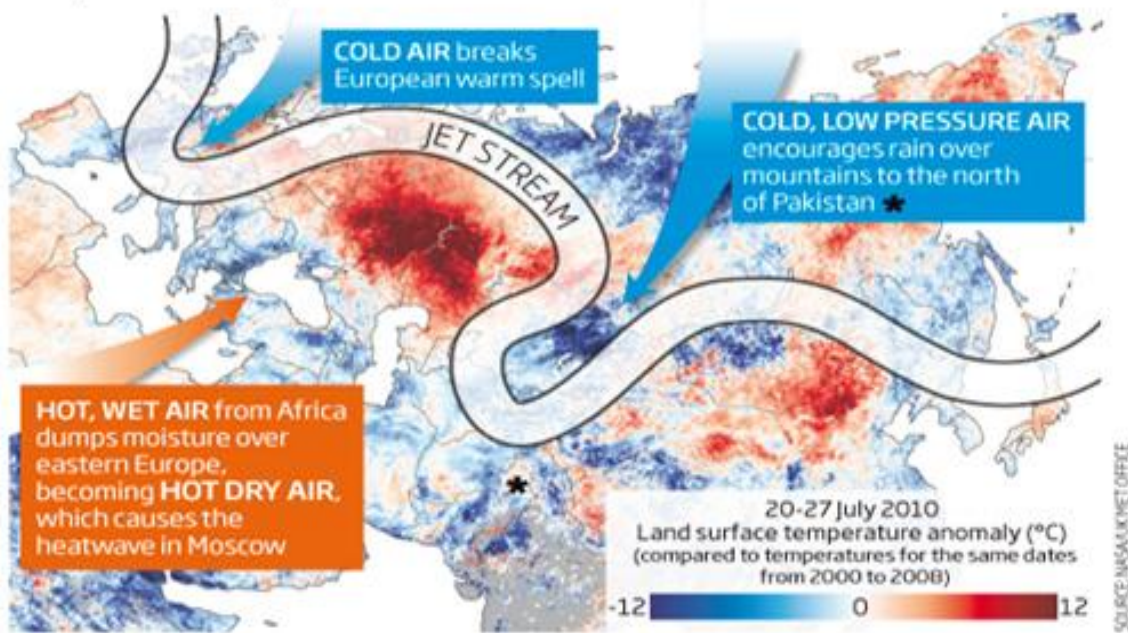 COLD AIR breaks
European warm spell
JET STREAM
COLD, LOW PRESSURE AIR
encourages rain over
mountains to the north
of Pakistan *
HOT, WET AIR from Africa
dumps moisture over
eastern Europe,
becoming HOT DRY AIR,
which causes the
heatwave in Moscow
*
20-27 July 2010
Land surface temperature anomaly (°C)
(compared to temperatures for the same dates
from 2000 to 2008)
-12 0 12
SOURCE: NASA/UK MET OFFICE